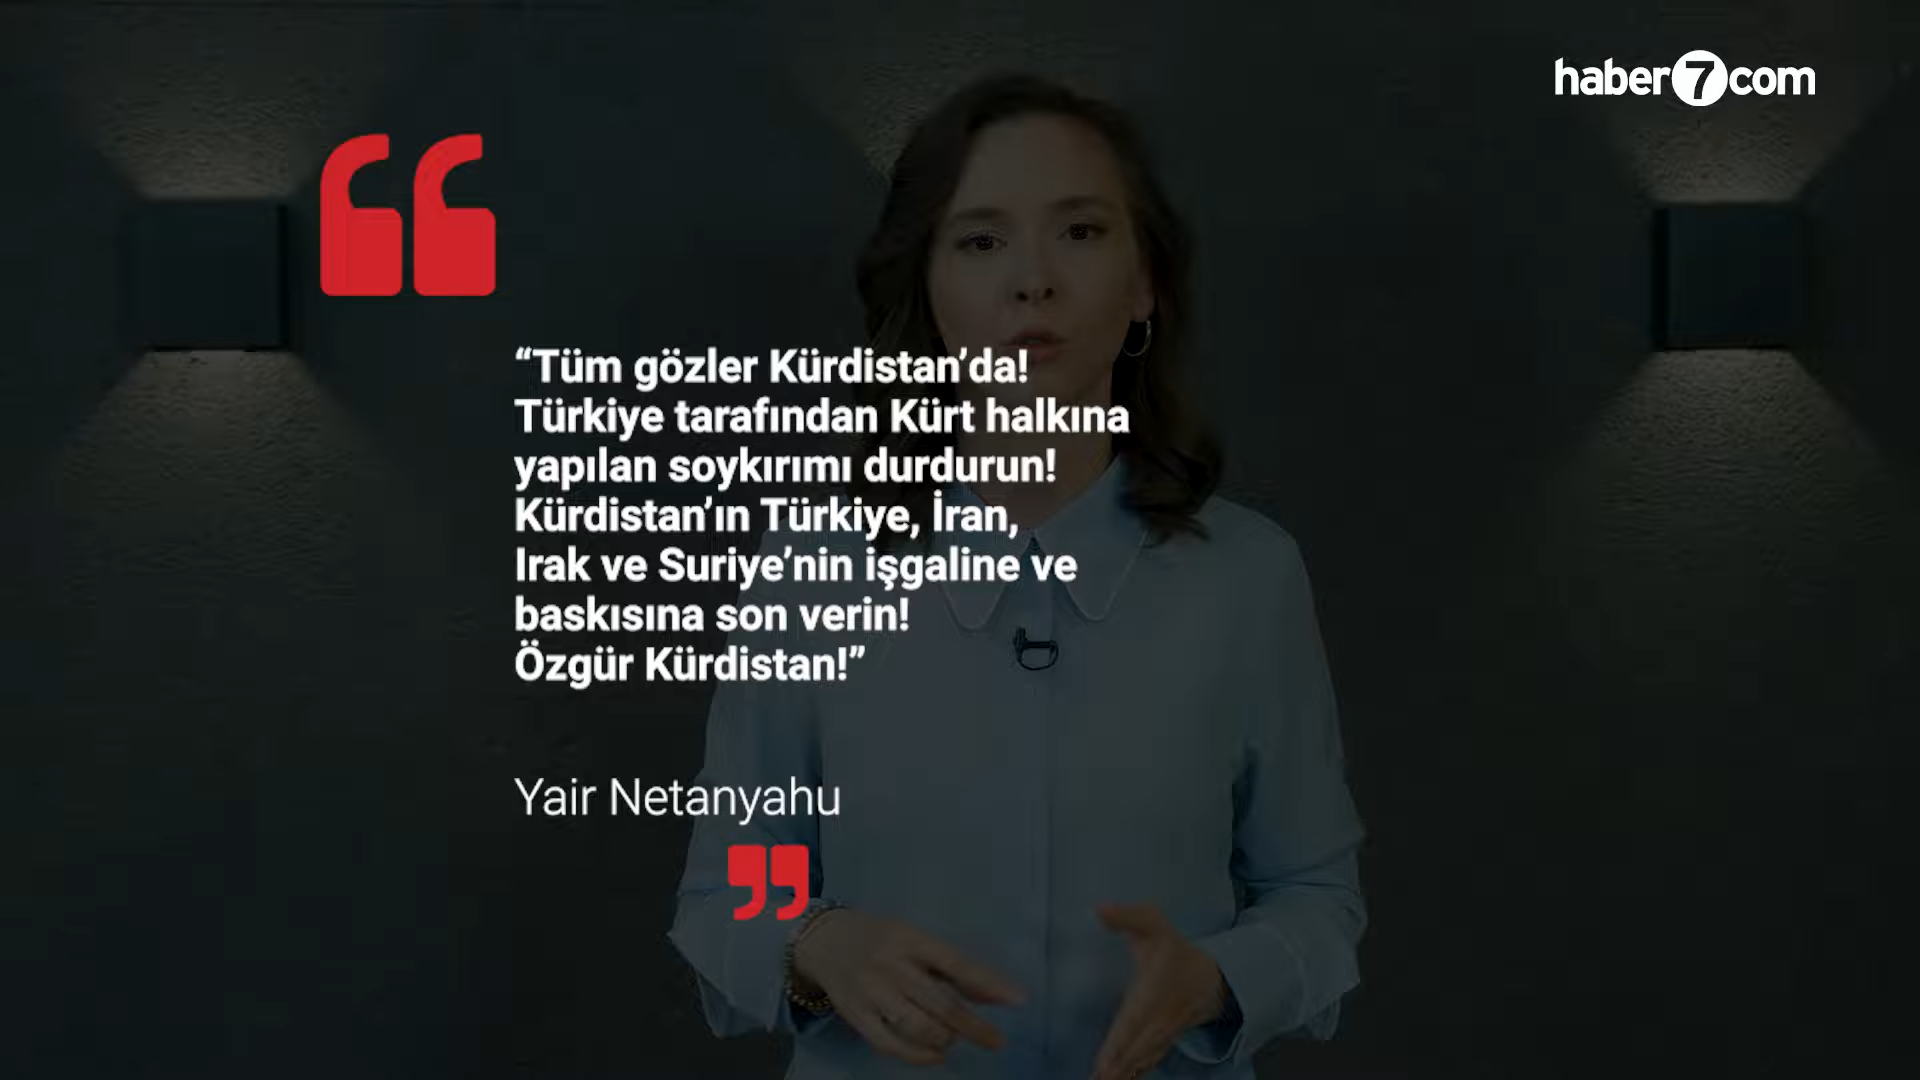 haber7com
“Tüm gözler Kürdistan’da!
Türkiye tarafından Kürt halkına
yapılan soykırımı durdurun!
Kürdistan’ın Türkiye, İran,
Irak ve Suriye’nin işgaline ve
baskısına son verin!
Özgür Kürdistan!”
Yair Netanyahu